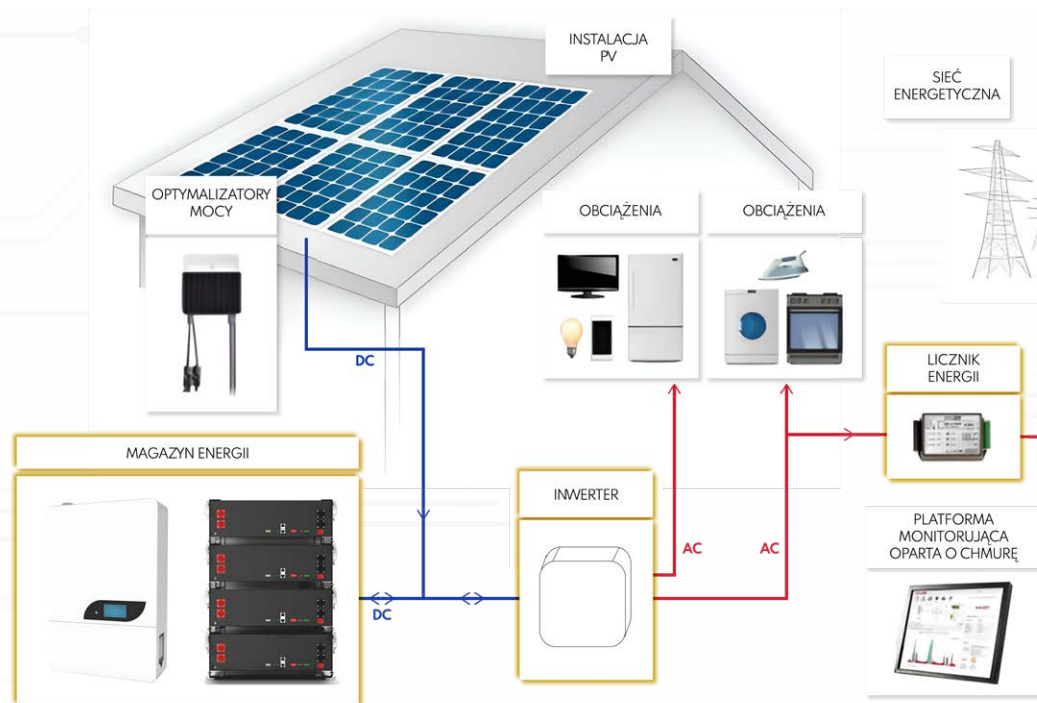 INSTALACJA
PV
SIEĆ
ENERGETYCZNA
OPTYMALIZATORY
MOCY
OBCIĄŻENIA
OBCIĄŻENIA
DC
LICZNIK
ENERGII
MAGAZYN ENERGII
INWERTER
AC
AC
DC
PLATFORMA
MONITORUJĄCA
OPARTA O CHMURĘ